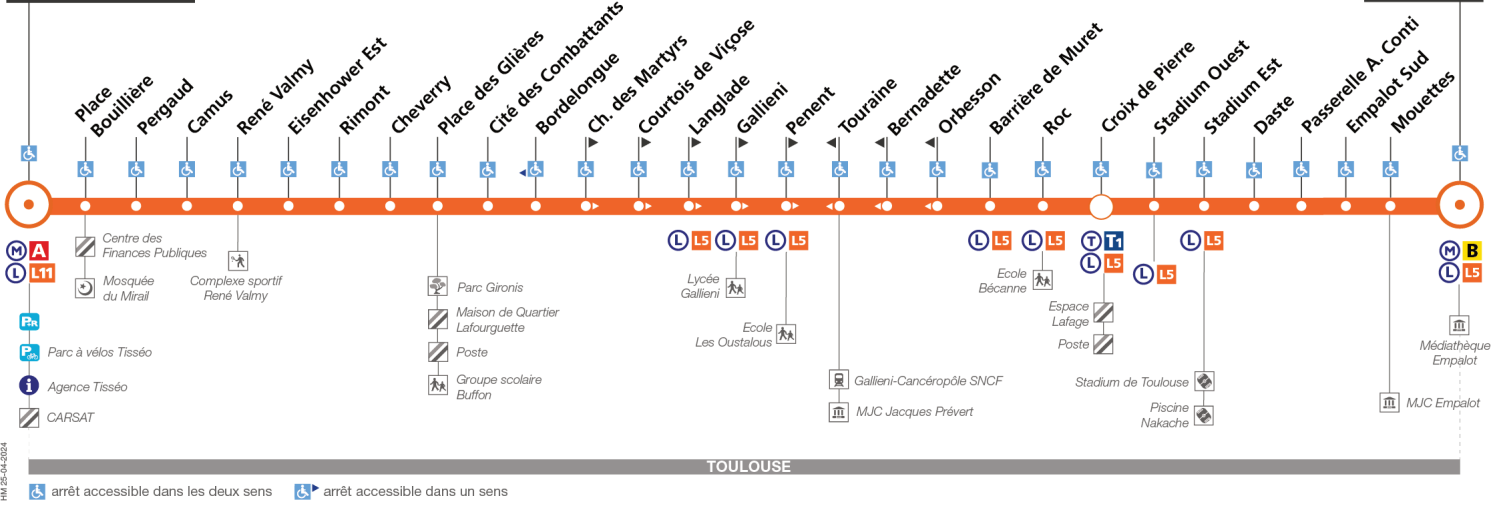 Place
Bouillière
Pergaud
Camus
René Valmy
Eisenhower Est
Rimont
Cheverry
Place des Glières
Cité des Combattants
Bordelongue
Ch. des Martyrs
Courtois de Viçose
Langlade
Gallieni
Penent
Touraine
Bernadette
Orbesson
Barrière de Muret
Roc
Croix de Pierre
Stadium Ouest
Stadium Est
Daste
Passerelle A. Conti
Empalot Sud
Mouettes
M A
L L11
P+R
P
Parc à vélos Tisséo
i
Agence Tisséo
CARSAT
Centre des
Finances Publiques
Mosquée
du Mirail
Complexe sportif
René Valmy
Parc Gironis
Maison de Quartier
Lafourguette
Poste
Groupe scolaire
Buffon
L L5
L L5
Lycée
Gallieni
L L5
Ecole
Les Oustalous
Gallieni-Cancéropôle SNCF
MJC Jacques Prévert
L L5
L L5
Ecole
Bécanne
T T1
L L5
Espace
Lafage
Poste
L L5
L L5
Stadium de Toulouse
Piscine
Nakache
MJC Empalot
M B
L L5
Médiathèque
Empalot
TOULOUSE
HM 25-04-2024
arrêt accessible dans les deux sens
arrêt accessible dans un sens